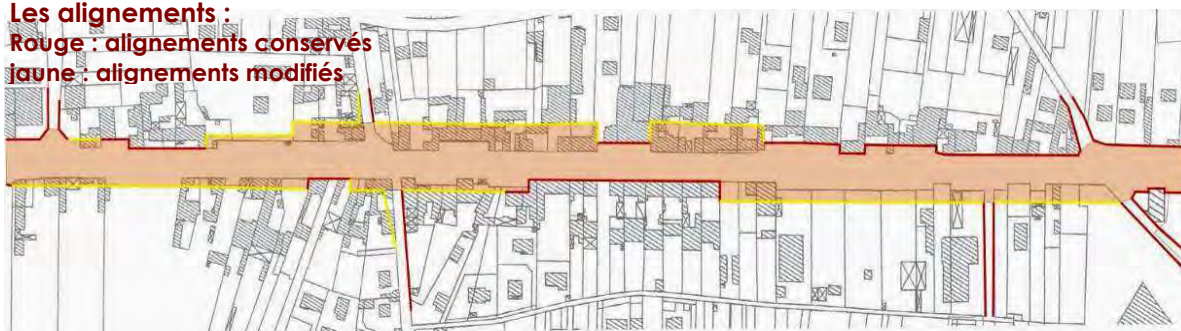 Les alignements :
Rouge : alignements conservés
jaune : alignements modifiés